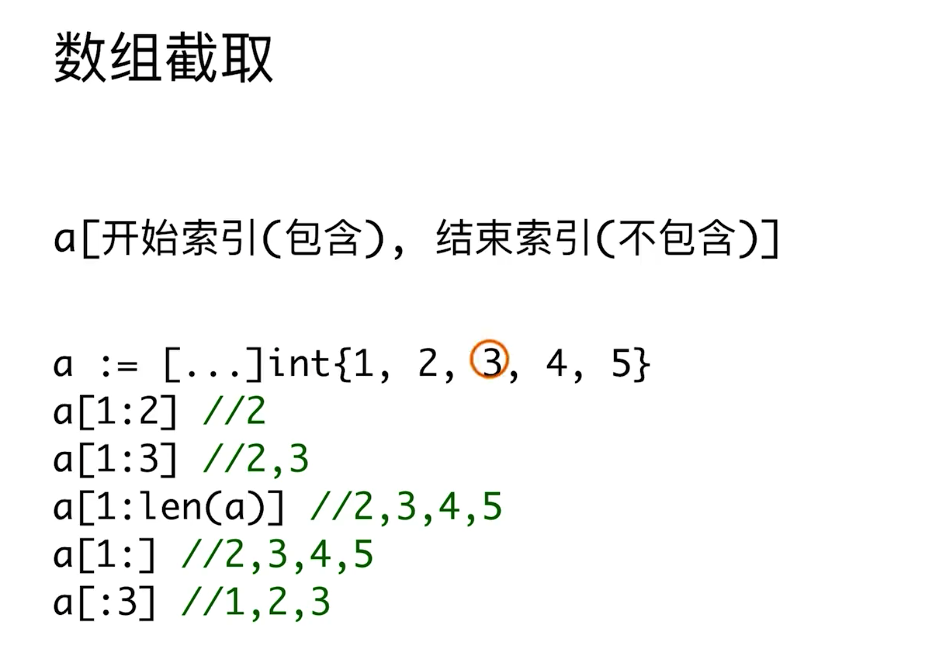 数组截取
a[开始索引(包含), 结束索引(不包含)]
a := [...]int{1, 2, 3, 4, 5}
a[1:2] //2
a[1:3] //2,3
a[1:len(a)] //2,3,4,5
a[1:] //2,3,4,5
a[:3] //1,2,3